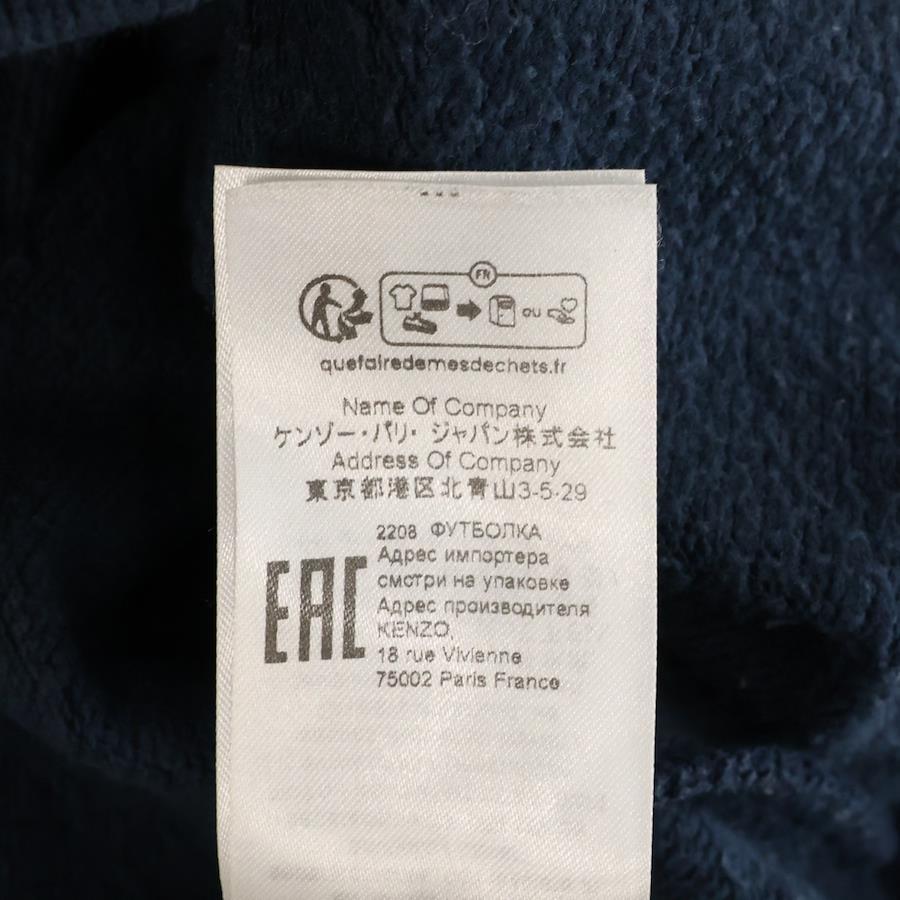 FR
OU
quefairedemesdechets.fr
Name Of Company
ケンゾー・パリ・ジャパン株式会社
Address Of Company
東京都港区北青山3-5-29
2208 ФУТБОЛКА
Адрес импортера
смотри на упаковке
Адрес производителя
KENZO,
18 rue Vivienne
75002 Paris France
EAC